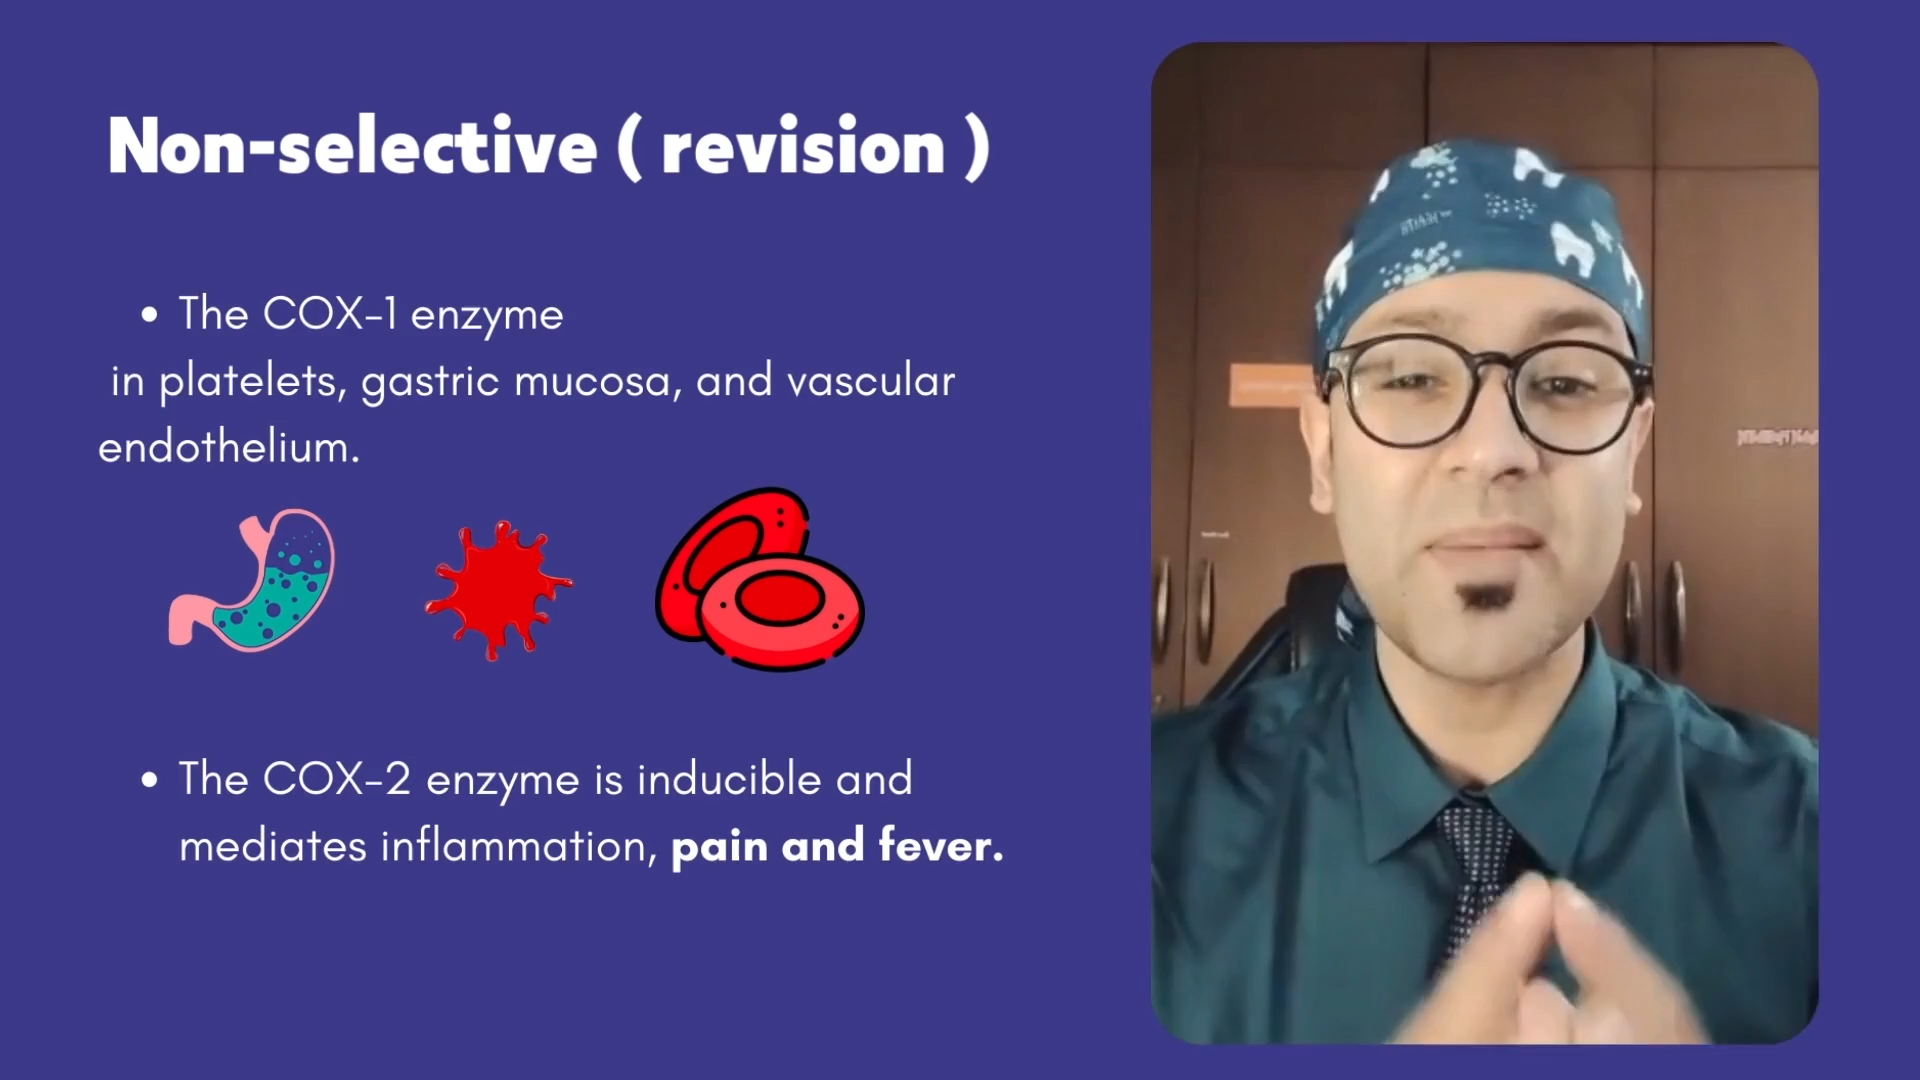 Non-selective ( revision )
• The COX-1 enzyme
in platelets, gastric mucosa, and vascular
endothelium.
• The COX-2 enzyme is inducible and
mediates inflammation, pain and fever.